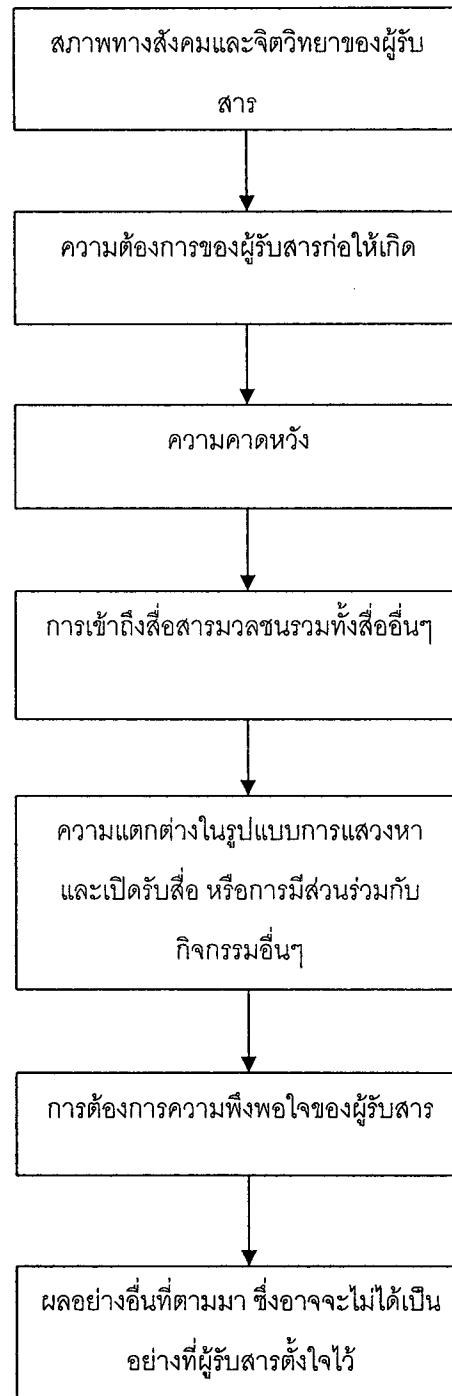 สภาพทางสังคมและจิตวิทยาของผู้รับ
สาร
ความต้องการของผู้รับสารก่อให้เกิด
ความคาดหวัง
การเข้าถึงสื่อสารมวลชนรวมทั้งสื่ออื่นๆ
ความแตกต่างในรูปแบบการแสวงหา
และเปิดรับสื่อ หรือการมีส่วนร่วมกับ
กิจกรรมอื่นๆ
การต้องการความพึงพอใจของผู้รับสาร
ผลอย่างอื่นที่ตามมา ซึ่งอาจจะไม่ได้เป็น
อย่างที่ผู้รับสารตั้งใจไว้